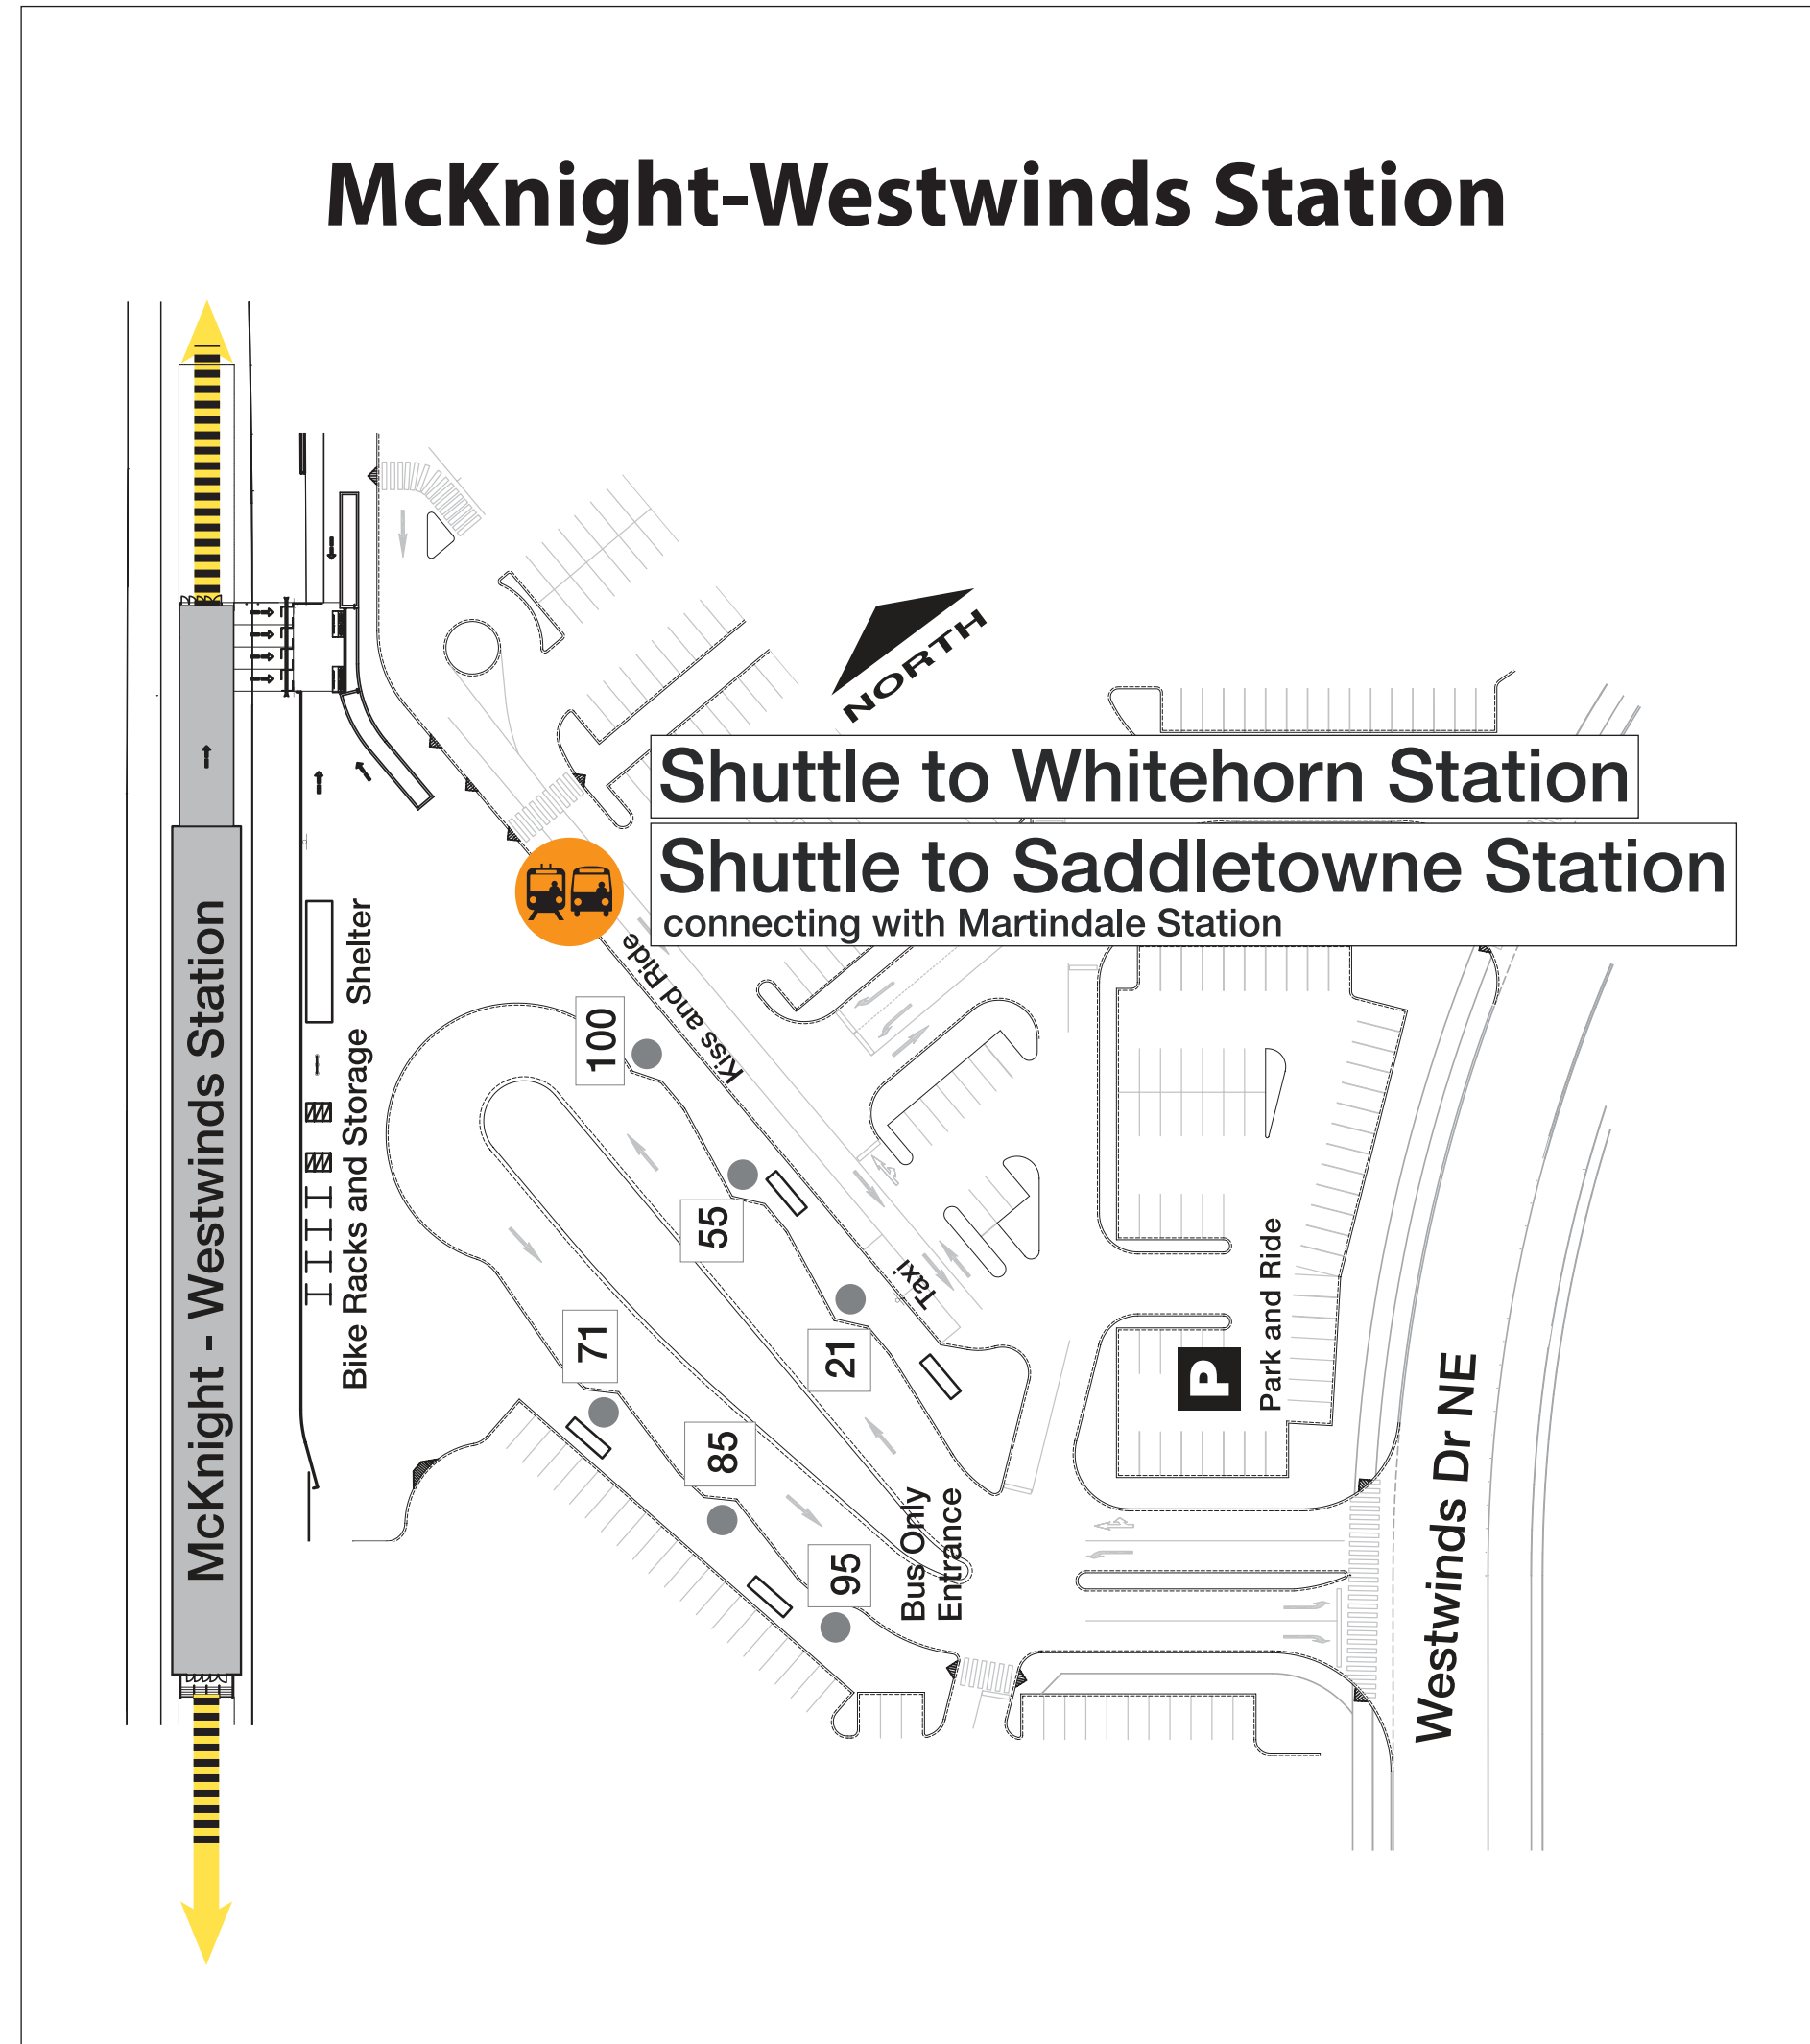 McKnight-Westwinds Station
NORTH
Shuttle to Whitehorn Station
Shuttle to Saddletowne Station
connecting with Martindale Station
McKnight - Westwinds Station
Shelter
Bike Racks and Storage
Kiss and Ride
Taxi
100
55
21
71
85
95
Bus Only
Entrance
P
Park and Ride
Westwinds Dr NE